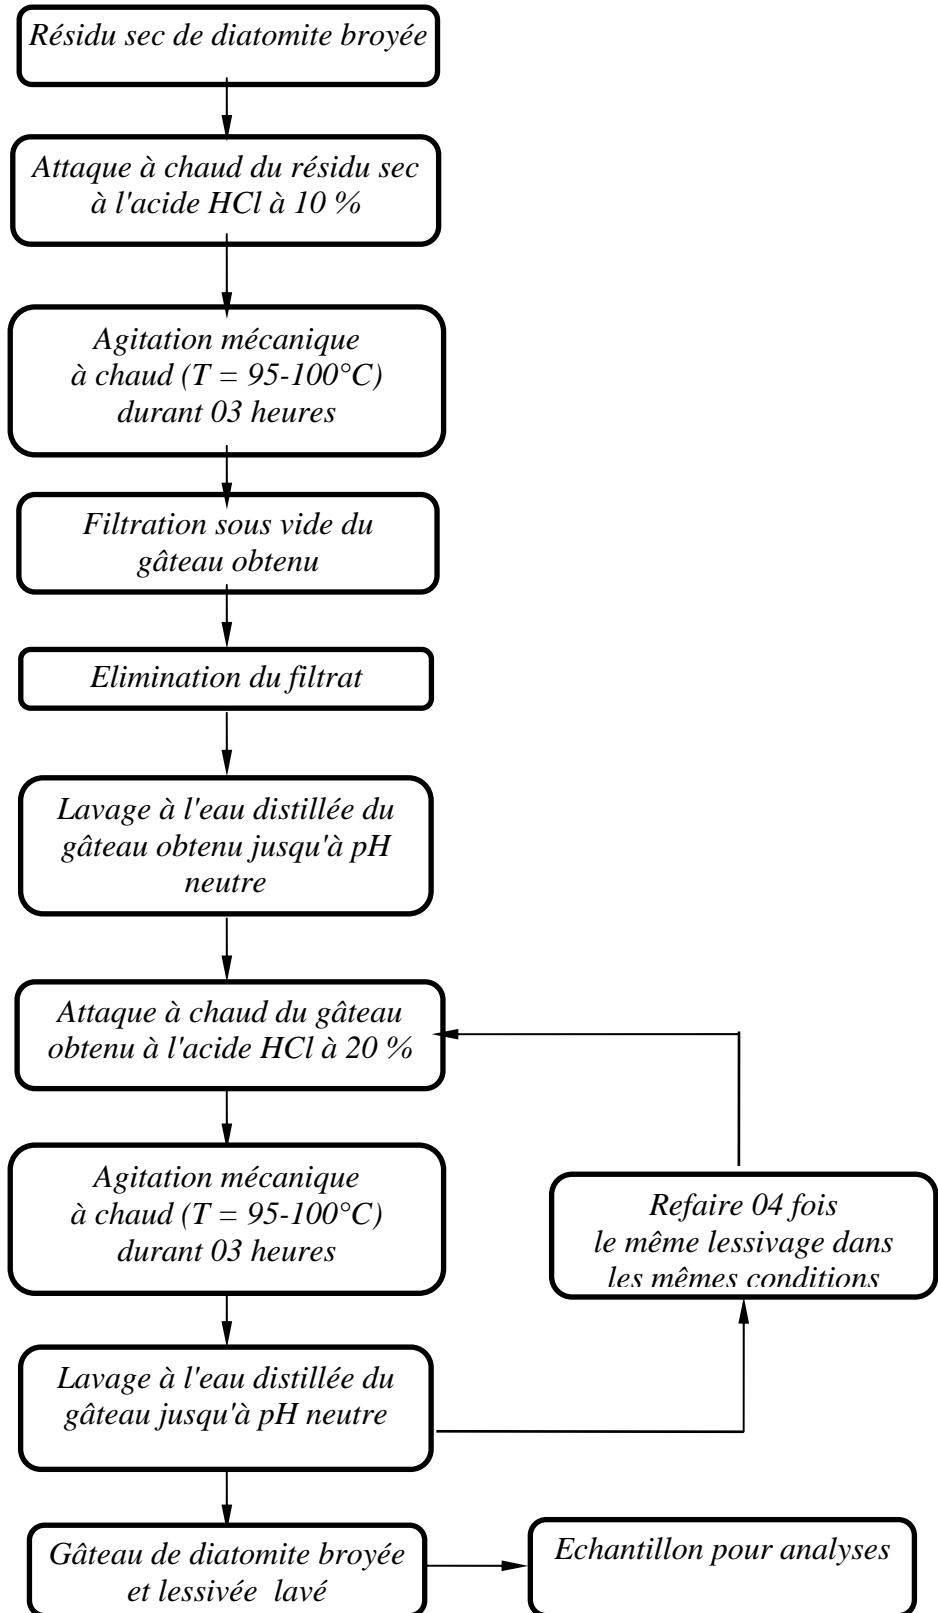 Résidu sec de diatomite broyée
Attaque à chaud du résidu sec
à l'acide HCl à 10 %
Agitation mécanique
à chaud (T = 95-100°C)
durant 03 heures
Filtration sous vide du
gâteau obtenu
Elimination du filtrat
Lavage à l'eau distillée du
gâteau obtenu jusqu'à pH
neutre
Attaque à chaud du gâteau
obtenu à l'acide HCl à 20 %
Agitation mécanique
à chaud (T = 95-100°C)
durant 03 heures
Refaire 04 fois
le même lessivage dans
les mêmes conditions
Lavage à l'eau distillée du
gâteau jusqu'à pH neutre
Gâteau de diatomite broyée
et lessivée  lavé
Echantillon pour analyses